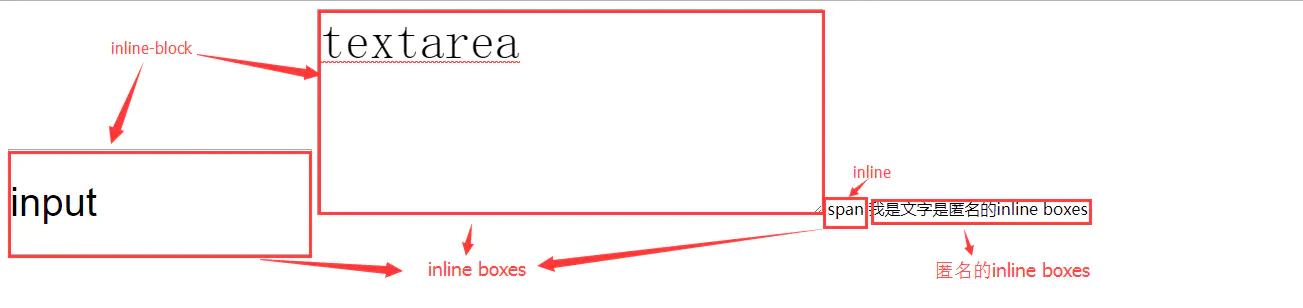 textarea
inline-block
input
inline
span 我是文字是匿名的inline boxes
inline boxes
匿名的inline boxes